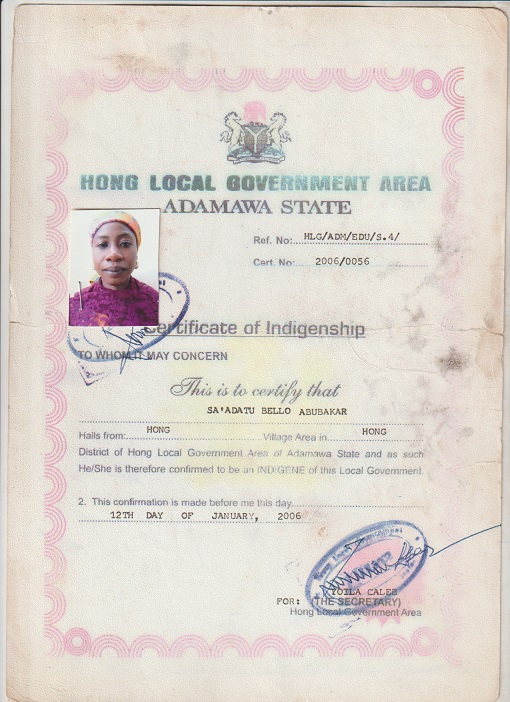 HONG LOCAL GOVERNMENT AREA
ADAMAWA STATE
Ref. No: HLG/ADM/EDU/S.4/
Cert. No: 2006/0056
Certificate of Indigenship
TO WHOM IT MAY CONCERN
This is to certify that
SA'ADATU BELLO ABUBAKAR
Hails from: HONG Village Area in HONG
District of Hong Local Government Area of Adamawa State and as such
He/She is therefore confirmed to be an INDIGENE of this Local Government.
2. This confirmation is made before me this day
12TH DAY OF JANUARY, 2006
YOILA CALEB
FOR: (THE SECRETARY)
Hong Local Government Area